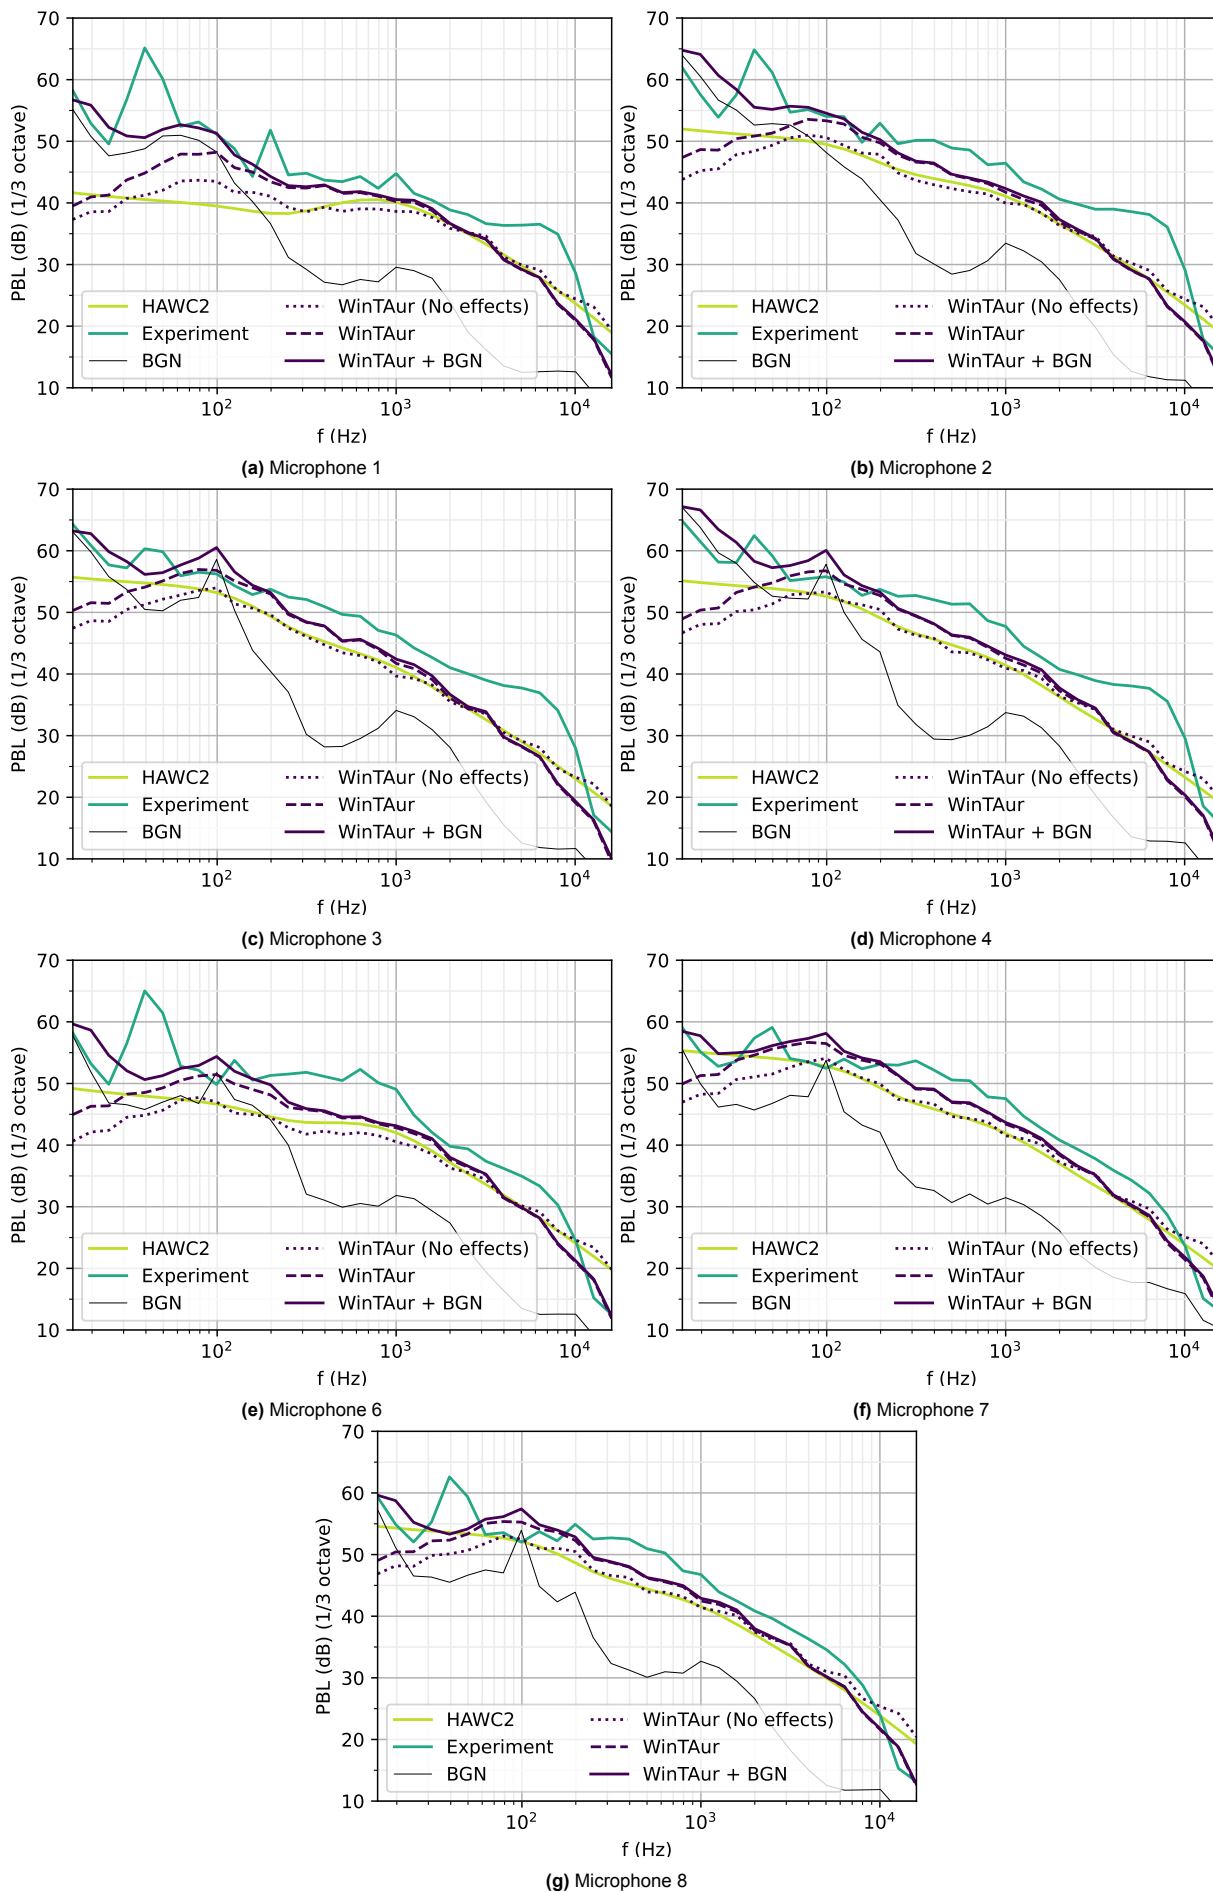 70
60
50
40
30
20
10
PBL (dB) (1/3 octave)
HAWC2
Experiment
BGN
WinTAur (No effects)
WinTAur
WinTAur + BGN
10² 10³ 10⁴
f (Hz)
(a) Microphone 1
70
60
50
40
30
20
10
PBL (dB) (1/3 octave)
HAWC2
Experiment
BGN
WinTAur (No effects)
WinTAur
WinTAur + BGN
10² 10³ 10⁴
f (Hz)
(b) Microphone 2
70
60
50
40
30
20
10
PBL (dB) (1/3 octave)
HAWC2
Experiment
BGN
WinTAur (No effects)
WinTAur
WinTAur + BGN
10² 10³ 10⁴
f (Hz)
(c) Microphone 3
70
60
50
40
30
20
10
PBL (dB) (1/3 octave)
HAWC2
Experiment
BGN
WinTAur (No effects)
WinTAur
WinTAur + BGN
10² 10³ 10⁴
f (Hz)
(d) Microphone 4
70
60
50
40
30
20
10
PBL (dB) (1/3 octave)
HAWC2
Experiment
BGN
WinTAur (No effects)
WinTAur
WinTAur + BGN
10² 10³ 10⁴
f (Hz)
(e) Microphone 6
70
60
50
40
30
20
10
PBL (dB) (1/3 octave)
HAWC2
Experiment
BGN
WinTAur (No effects)
WinTAur
WinTAur + BGN
10² 10³ 10⁴
f (Hz)
(f) Microphone 7
70
60
50
40
30
20
10
PBL (dB) (1/3 octave)
HAWC2
Experiment
BGN
WinTAur (No effects)
WinTAur
WinTAur + BGN
10² 10³ 10⁴
f (Hz)
(g) Microphone 8